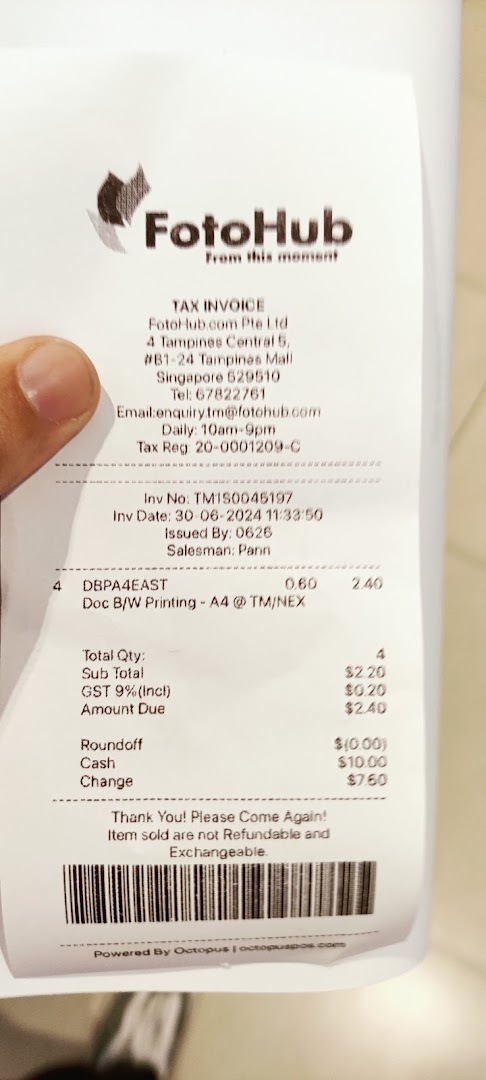 FotoHub
From this moment
TAX INVOICE
FotoHub.com Pte Ltd
4 Tampines Central 5,
#B1-24 Tampines Mall
Singapore 529510
Tel: 67822761
Email:enquiry.tm@fotohub.com
Daily: 10am-9pm
Tax Reg: 20-0001209-C
Inv No: TM1S0045197
Inv Date: 30-06-2024 11:33:50
Issued By: 0626
Salesman: Pann
4 DBPA4EAST 0.60 2.40
Doc B/W Printing - A4 @ TM/NEX
Total Qty: 4
Sub Total $2.20
GST 9%(Incl) $0.20
Amount Due $2.40
Roundoff $(0.00)
Cash $10.00
Change $7.60
Thank You! Please Come Again!
Item sold are not Refundable and
Exchangeable.
Powered By Octopus | octopuspos.com